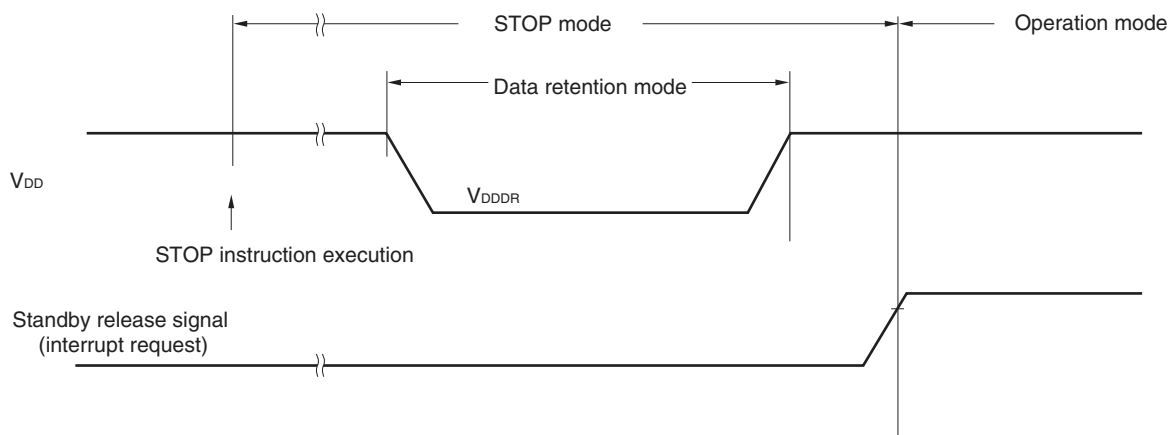 STOP mode
Operation mode
Data retention mode
VDD
VDDDR
STOP instruction execution
Standby release signal
(interrupt request)